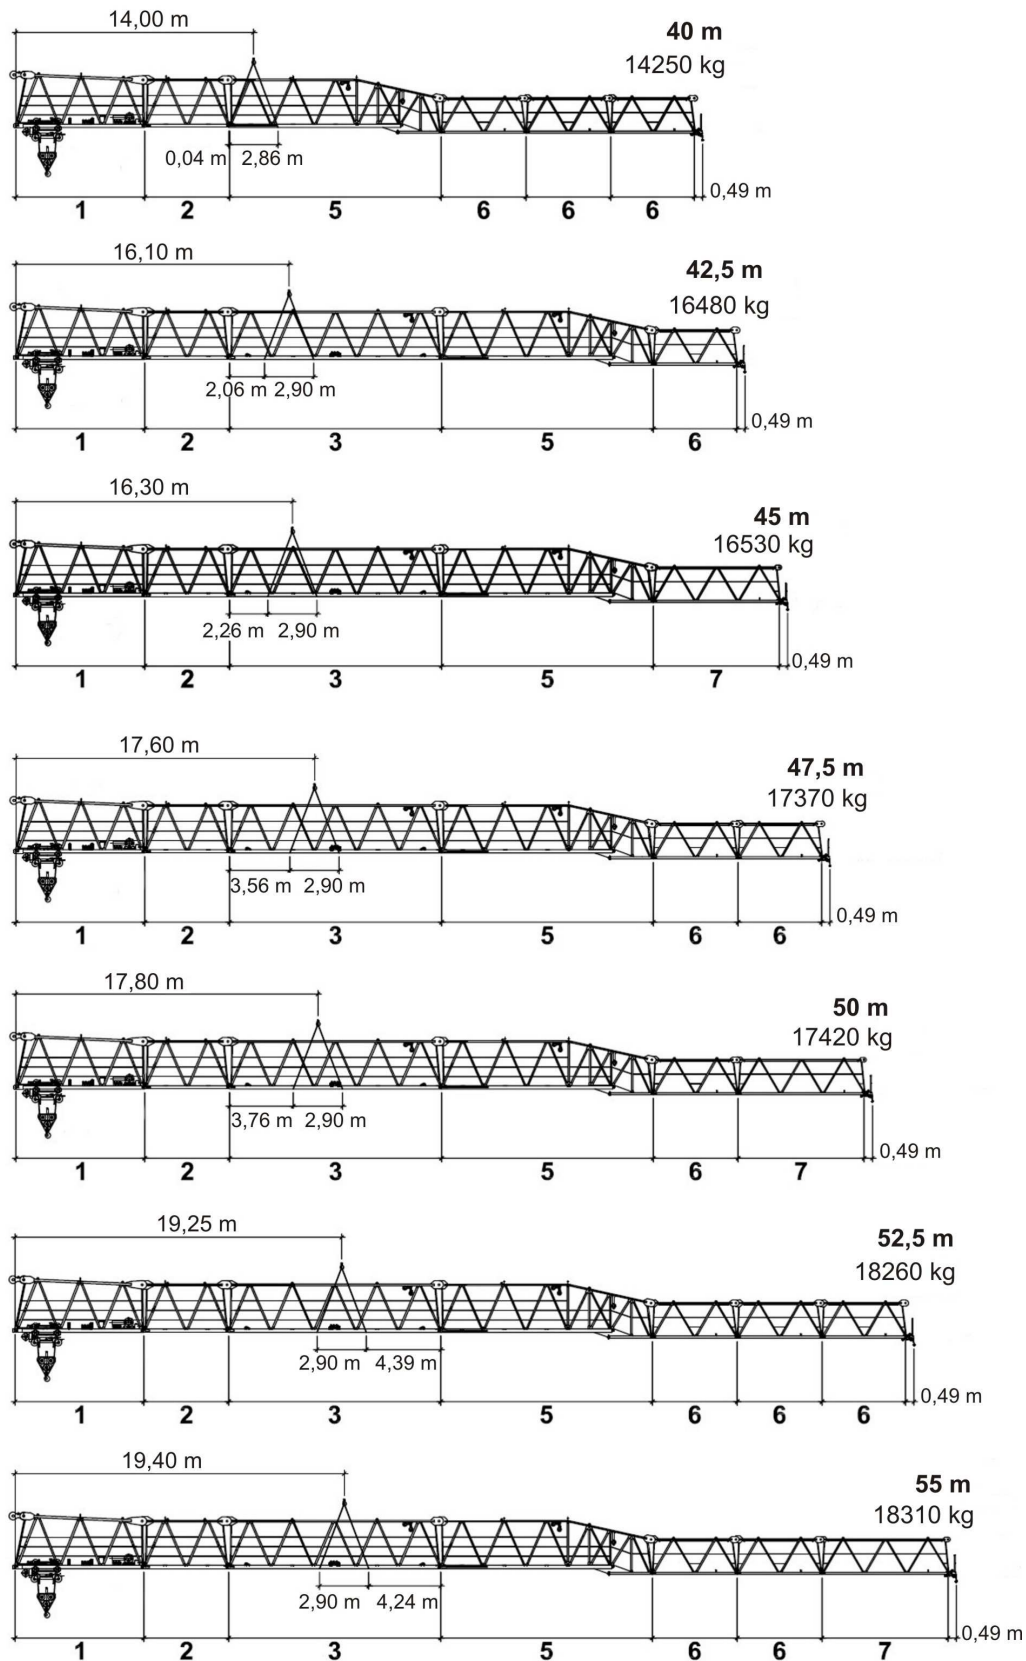 14,00 m
40 m
14250 kg
0,04 m 2,86 m
0,49 m
1 2 5 6 6 6
16,10 m
42,5 m
16480 kg
2,06 m 2,90 m
0,49 m
1 2 3 5 6
16,30 m
45 m
16530 kg
2,26 m 2,90 m
0,49 m
1 2 3 5 7
17,60 m
47,5 m
17370 kg
3,56 m 2,90 m
0,49 m
1 2 3 5 6 6
17,80 m
50 m
17420 kg
3,76 m 2,90 m
0,49 m
1 2 3 5 6 7
19,25 m
52,5 m
18260 kg
2,90 m 4,39 m
0,49 m
1 2 3 5 6 6 6
19,40 m
55 m
18310 kg
2,90 m 4,24 m
0,49 m
1 2 3 5 6 6 7